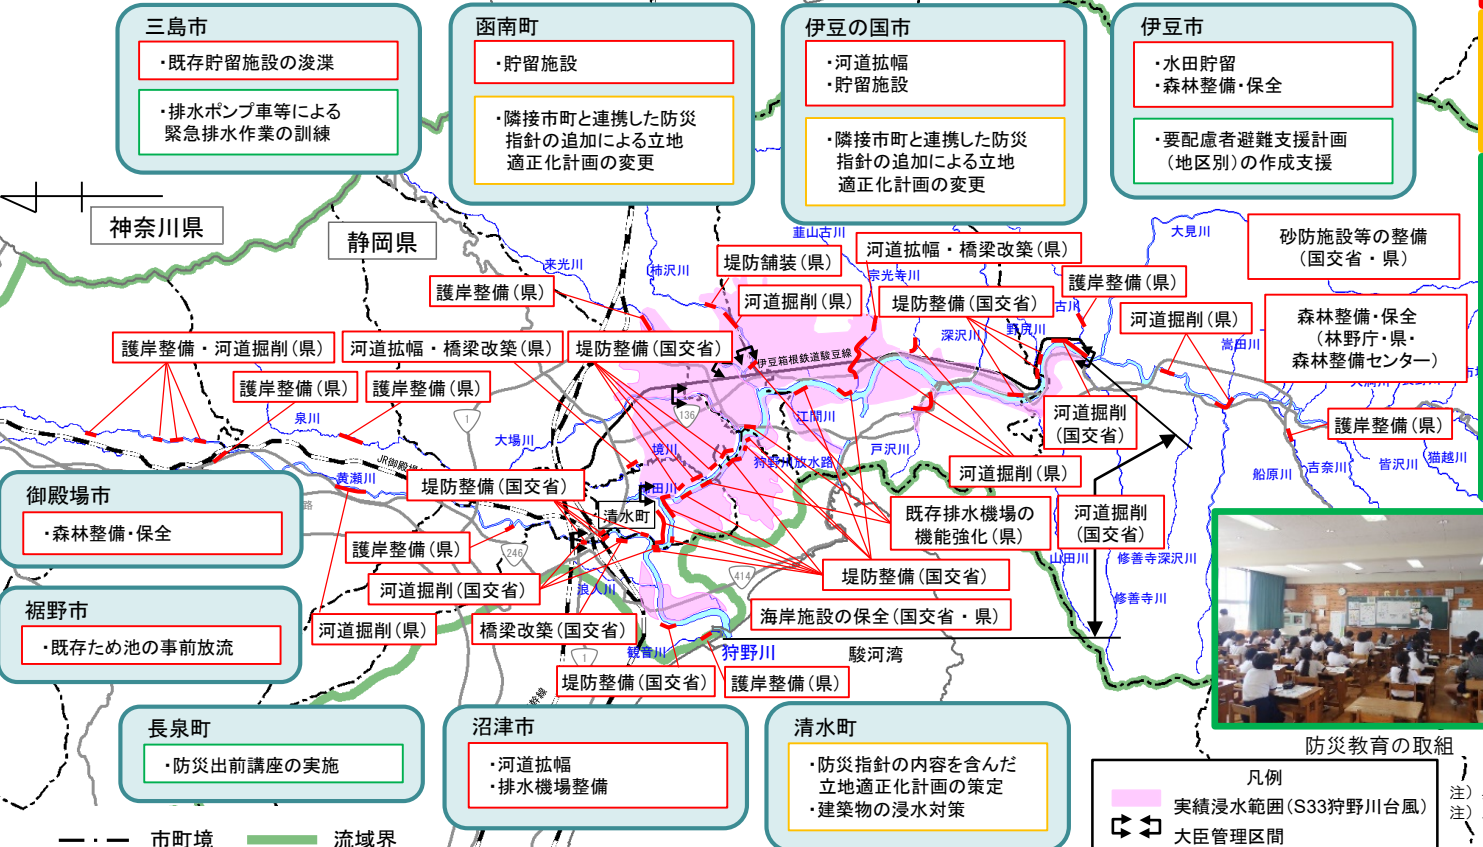 三島市
・既存貯留施設の浚渫
・排水ポンプ車等による
緊急排水作業の訓練
函南町
・貯留施設
・隣接市町と連携した防災
指針の追加による立地
適正化計画の変更
伊豆の国市
・河道拡幅
・貯留施設
・隣接市町と連携した防災
指針の追加による立地
適正化計画の変更
伊豆市
・水田貯留
・森林整備・保全
・要配慮者避難支援計画
（地区別）の作成支援
神奈川県
静岡県
来光川
柿沢川
韮山古川
宗光寺川
大見川
堤防舗装（県）
河道拡幅・橋梁改築（県）
砂防施設等の整備
（国交省・県）
護岸整備（県）
河道掘削（県）
堤防整備（国交省）
護岸整備（県）
古川
河道掘削（県）
深沢川
野尻川
嵩田川
森林整備・保全
（林野庁・県・
森林整備センター）
護岸整備・河道掘削（県）
河道拡幅・橋梁改築（県）
堤防整備（国交省）
伊豆箱根鉄道駿豆線
護岸整備（県）
護岸整備（県）
泉川
1
136
大場川
江間川
戸沢川
河道掘削
（国交省）
護岸整備（県）
境川
狩野川放水路
河道掘削（県）
船原川
吉奈川
皆沢川
猫越川
黄瀬川
堤防整備（国交省）
清水町
既存排水機場の
機能強化（県）
河道掘削
（国交省）
御殿場市
・森林整備・保全
護岸整備（県）
246
河道掘削（国交省）
浪人川
414
堤防整備（国交省）
山田川
修善寺深沢川
修善寺川
裾野市
・既存ため池の事前放流
河道掘削（県）
橋梁改築（国交省）
海岸施設の保全（国交省・県）
1
観音川
狩野川
駿河湾
堤防整備（国交省）
護岸整備（県）
長泉町
・防災出前講座の実施
沼津市
・河道拡幅
・排水機場整備
清水町
・防災指針の内容を含んだ
立地適正化計画の策定
・建築物の浸水対策
防災教育の取組
凡例
実績浸水範囲（S33狩野川台風）
大臣管理区間
注）
注）
市町境
流域界